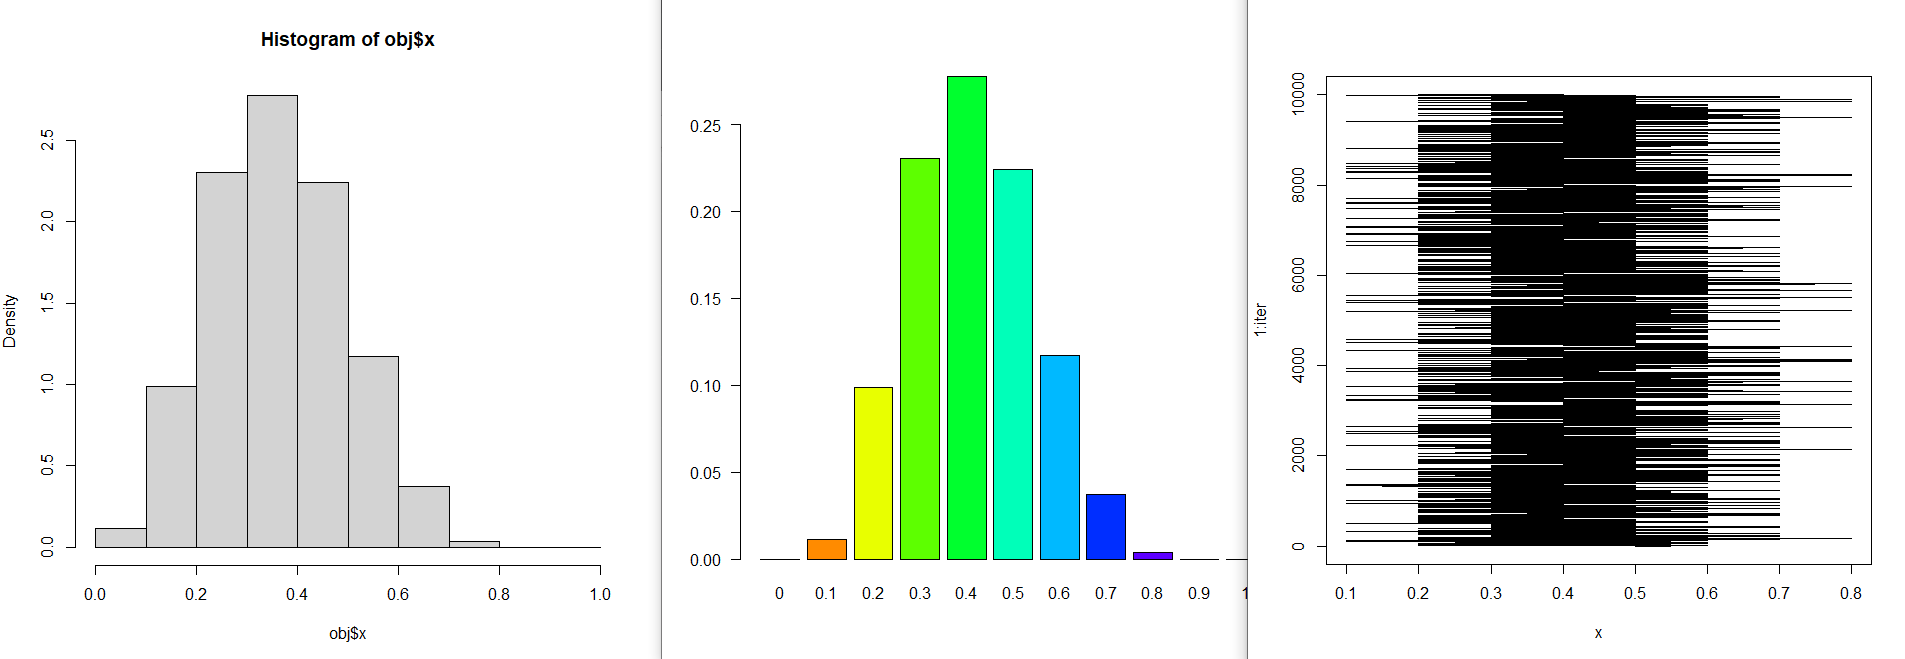 Histogram of obj$x
Density
0.0 0.5 1.0 1.5 2.0 2.5
0.0 0.2 0.4 0.6 0.8 1.0
obj$x
0.25
0.20
0.15
0.10
0.05
0.00
0 0.1 0.2 0.3 0.4 0.5 0.6 0.7 0.8 0.9 1
1:iter
0 2000 4000 6000 8000 10000
0.1 0.2 0.3 0.4 0.5 0.6 0.7 0.8
x